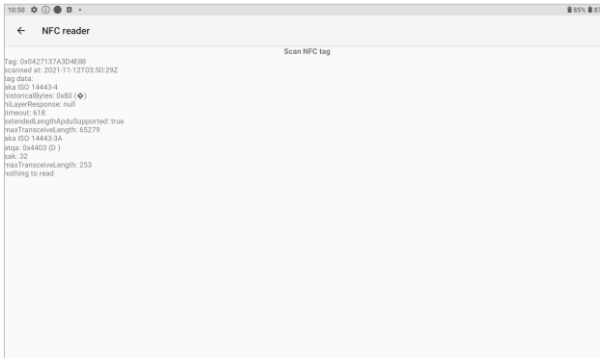 10:50
85% 87
NFC reader
Scan NFC tag
Tag: 0x0427137A3D4E88
scanned at: 2021-11-12T03:50:29Z
tag data:
aka ISO 14443-4
historicalBytes: 0x80 (�)
hiLayerResponse: null
timeout: 618
extendedLengthApduSupported: true
maxTransceiveLength: 65279
aka ISO 14443-3A
atqa: 0x4403 (D )
sak: 32
maxTransceiveLength: 253
nothing to read